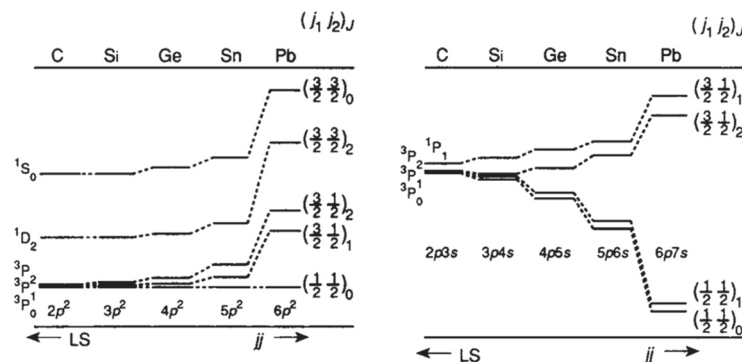 (j₁ j₂)_J
C Si Ge Sn Pb
(3/2 3/2)₀
¹S₀
(3/2 3/2)₂
¹D₂
(3/2 1/2)₂
(3/2 1/2)₁
³P₂
³P₁
³P₀
(1/2 1/2)₀
2p² 3p² 4p² 5p² 6p²
← LS jj →
(j₁ j₂)_J
C Si Ge Sn Pb
(3/2 1/2)₁
(3/2 1/2)₂
¹P₁
³P₂
³P₁
³P₀
2p3s 3p4s 4p5s 5p6s 6p7s
(1/2 1/2)₁
(1/2 1/2)₀
← LS jj →